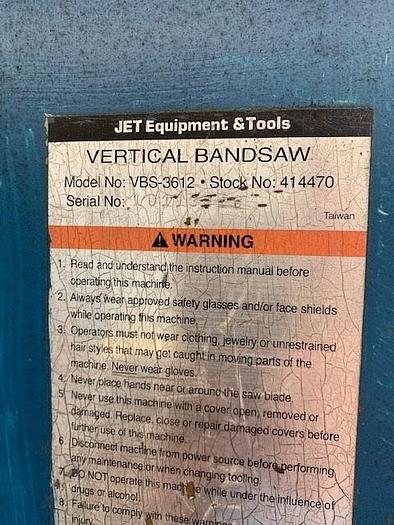 JET Equipment & Tools
VERTICAL BANDSAW
Model No: VBS-3612 • Stock No: 414470
Serial No:
Taiwan
⚠ WARNING
1. Read and understand the instruction manual before
operating this machine.
2. Always wear approved safety glasses and/or face shields
while operating this machine.
3. Operators must not wear clothing, jewelry or unrestrained
hair styles that may get caught in moving parts of the
machine. Never wear gloves.
4. Never place hands near or around the saw blade.
5. Never use this machine with a cover open, removed or
damaged. Replace, close or repair damaged covers before
further use of this machine.
6. Disconnect machine from power source before performing
any maintenance or when changing tooling.
7. DO NOT operate this machine while under the influence of
drugs or alcohol.
8. Failure to comply with these warnings
injury.